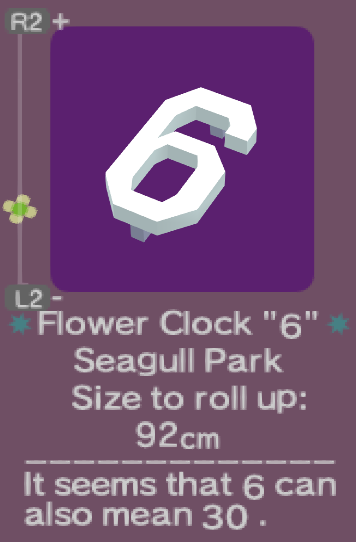 R2 +
6
L2 -
Flower Clock "6"
Seagull Park
Size to roll up:
92cm
It seems that 6 can
also mean 30 .